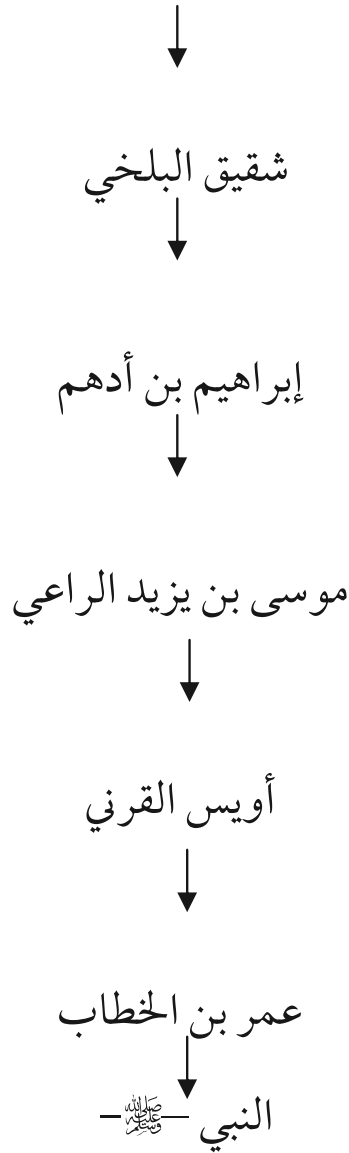 شقيق البلخي
إبراهيم بن أدهم
موسى بن يزيد الراعي
أويس القرني
عمر بن الخطاب
النبي —ﷺ—